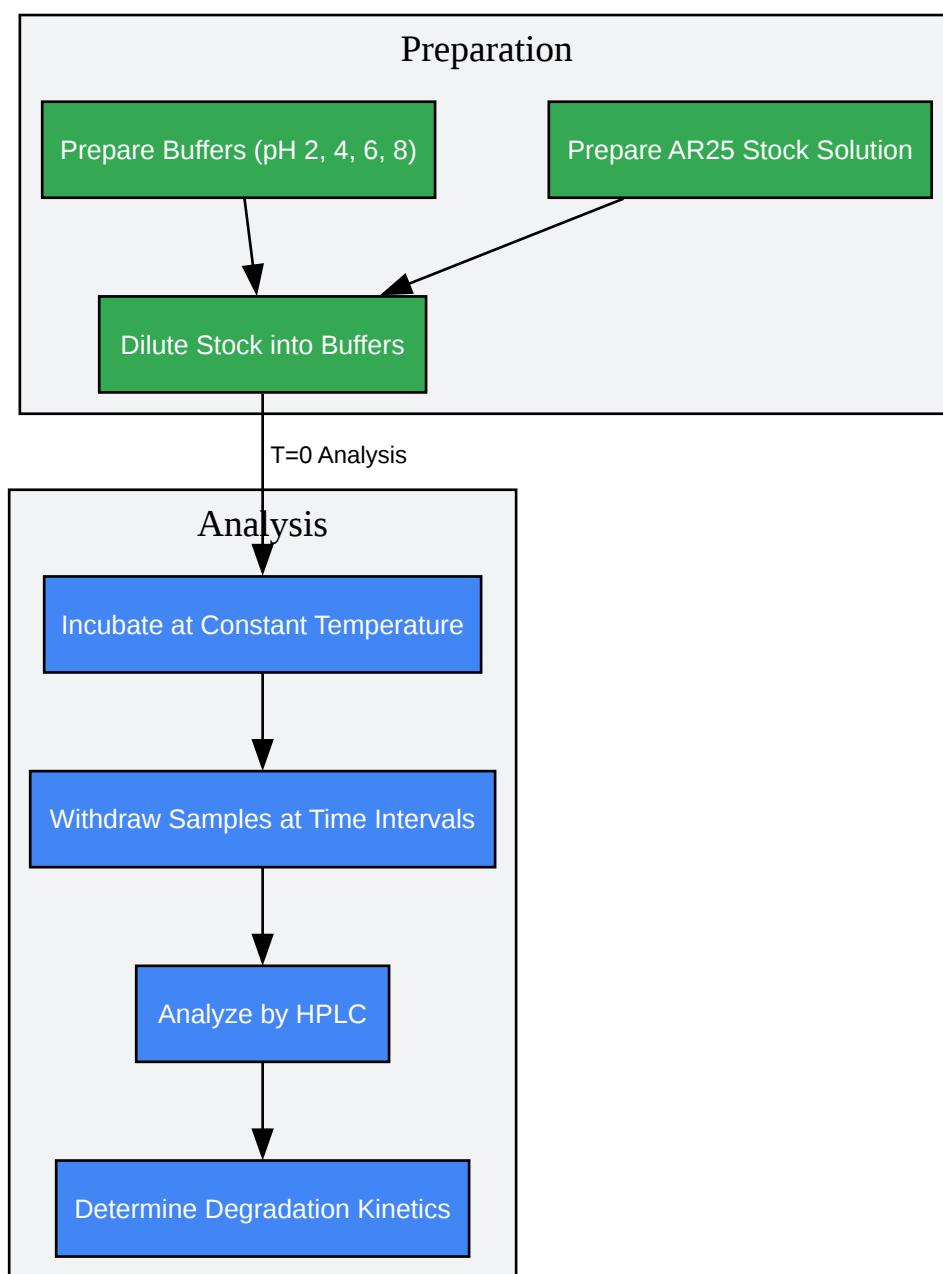 Preparation
Prepare Buffers (pH 2, 4, 6, 8)
Prepare AR25 Stock Solution
Dilute Stock into Buffers
T=0 Analysis
Analysis
Incubate at Constant Temperature
Withdraw Samples at Time Intervals
Analyze by HPLC
Determine Degradation Kinetics